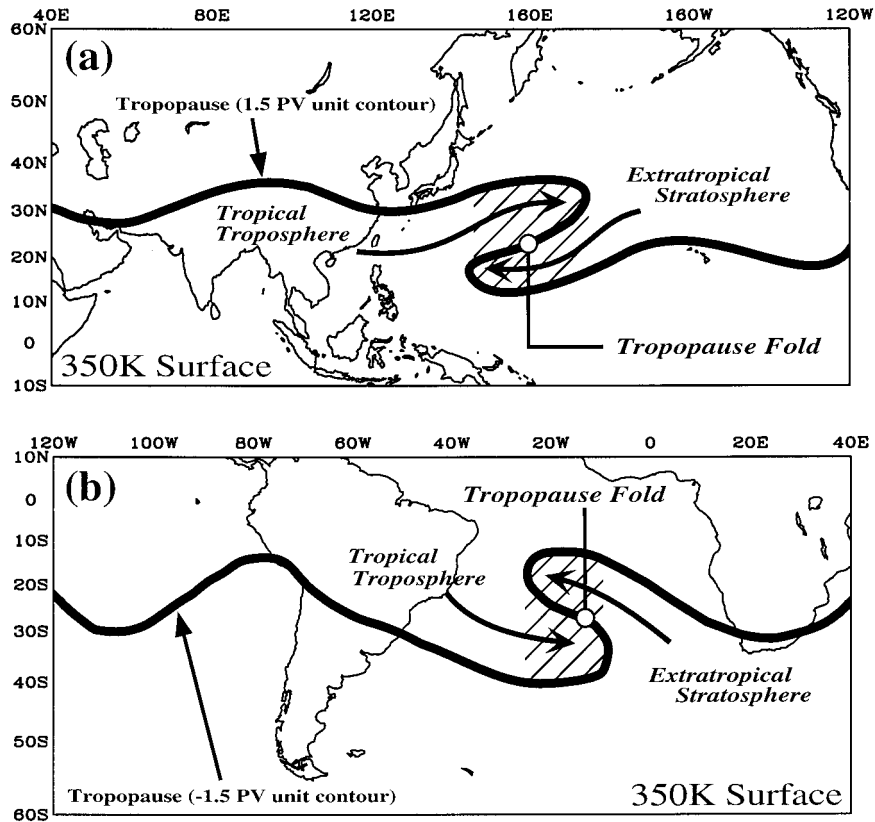 40E 80E 120E 160E 160W 120W
60N
(a)
50N
Tropopause (1.5 PV unit contour)
40N
Extratropical
Stratosphere
30N
Tropical
Troposphere
20N
10N
0
Tropopause Fold
350K Surface
10S
120W 100W 80W 60W 40W 20W 0 20E 40E
10N
(b)
Tropopause Fold
0
10S
Tropical
Troposphere
20S
30S
40S
Extratropical
Stratosphere
50S
Tropopause (-1.5 PV unit contour)
350K Surface
60S